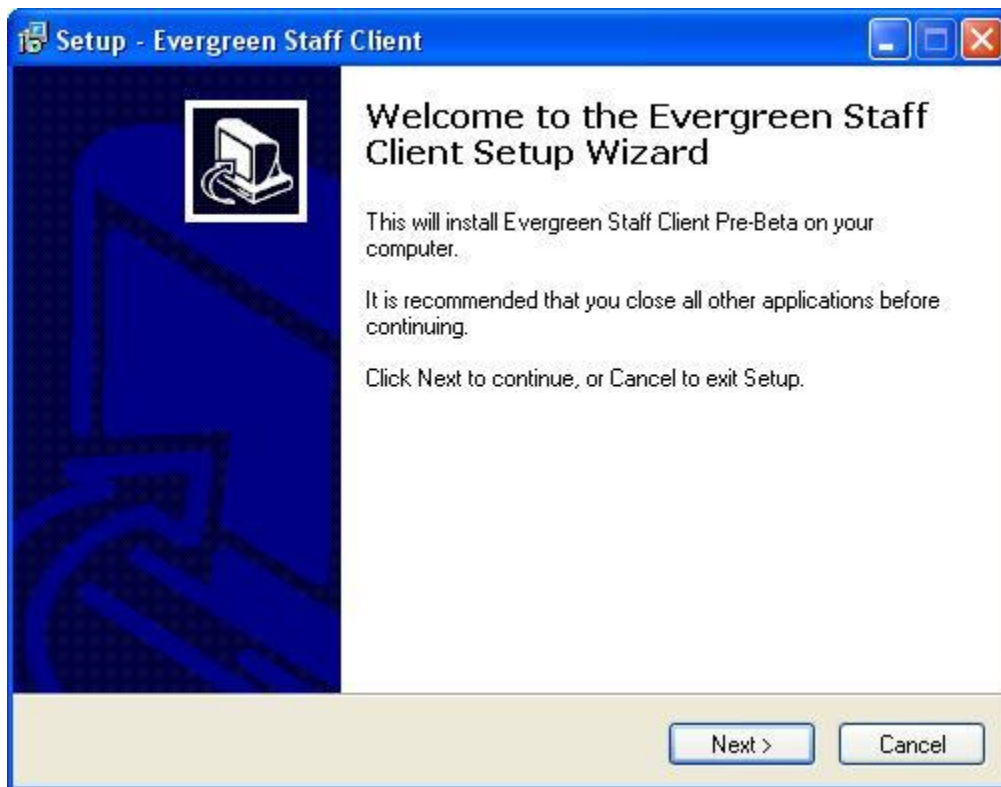 Setup - Evergreen Staff Client
Welcome to the Evergreen Staff
Client Setup Wizard
This will install Evergreen Staff Client Pre-Beta on your
computer.
It is recommended that you close all other applications before
continuing.
Click Next to continue, or Cancel to exit Setup.
Next >
Cancel